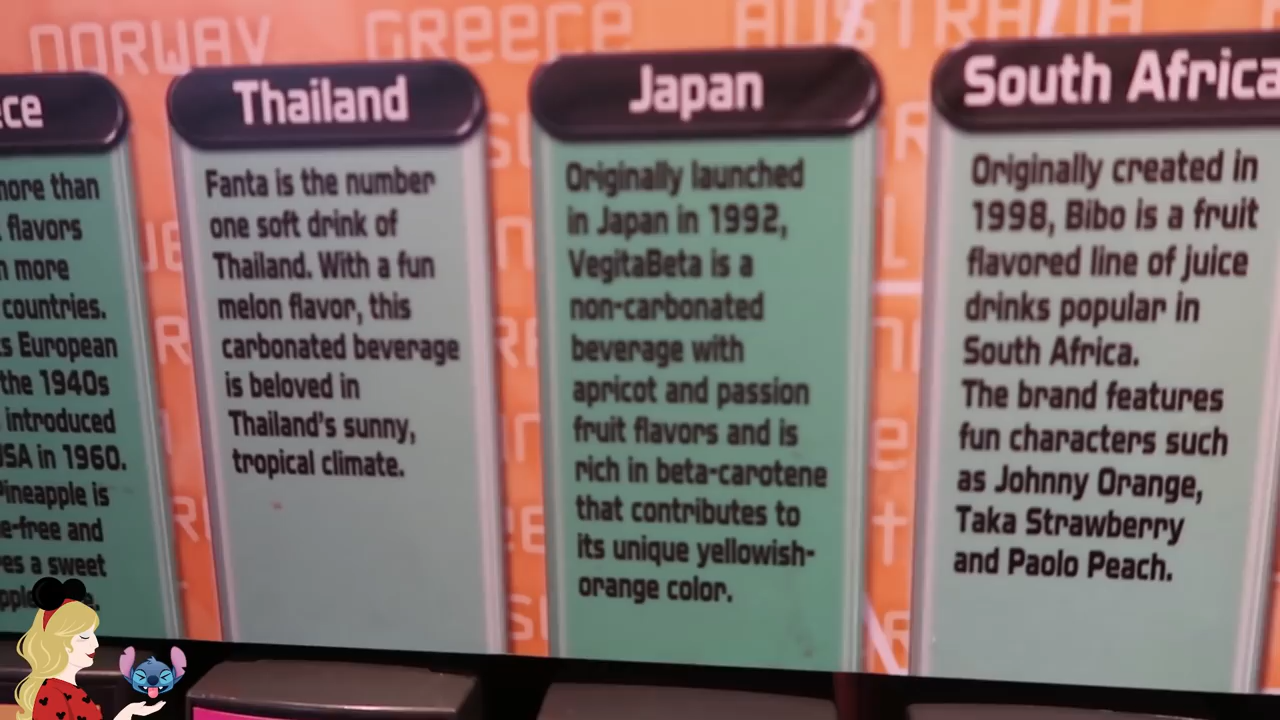 NORWAY GREECE AUSTRALIA
Thailand
Fanta is the number
one soft drink of
Thailand. With a fun
melon flavor, this
carbonated beverage
is beloved in
Thailand's sunny,
tropical climate.
Japan
Originally launched
in Japan in 1992,
VegitaBeta is a
non-carbonated
beverage with
apricot and passion
fruit flavors and is
rich in beta-carotene
that contributes to
its unique yellowish-
orange color.
South Africa
Originally created in
1998, Bibo is a fruit
flavored line of juice
drinks popular in
South Africa.
The brand features
fun characters such
as Johnny Orange,
Taka Strawberry
and Paolo Peach.
more than
flavors
more
countries.
European
the 1940s
introduced
USA in 1960.
Pineapple is
-free and
a sweet